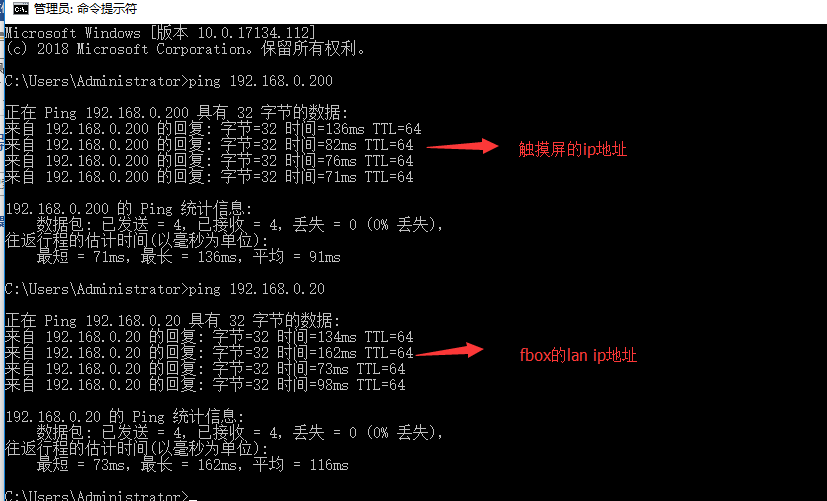 管理员: 命令提示符
Microsoft Windows [版本 10.0.17134.112]
(c) 2018 Microsoft Corporation。保留所有权利。
C:\Users\Administrator>ping 192.168.0.200
正在 Ping 192.168.0.200 具有 32 字节的数据:
来自 192.168.0.200 的回复: 字节=32 时间=136ms TTL=64
来自 192.168.0.200 的回复: 字节=32 时间=82ms TTL=64 触摸屏的ip地址
来自 192.168.0.200 的回复: 字节=32 时间=76ms TTL=64
来自 192.168.0.200 的回复: 字节=32 时间=71ms TTL=64
192.168.0.200 的 Ping 统计信息:
数据包: 已发送 = 4，已接收 = 4，丢失 = 0 (0% 丢失)，
往返行程的估计时间(以毫秒为单位):
最短 = 71ms，最长 = 136ms，平均 = 91ms
C:\Users\Administrator>ping 192.168.0.20
正在 Ping 192.168.0.20 具有 32 字节的数据:
来自 192.168.0.20 的回复: 字节=32 时间=134ms TTL=64
来自 192.168.0.20 的回复: 字节=32 时间=162ms TTL=64 fbox的lan ip地址
来自 192.168.0.20 的回复: 字节=32 时间=73ms TTL=64
来自 192.168.0.20 的回复: 字节=32 时间=98ms TTL=64
192.168.0.20 的 Ping 统计信息:
数据包: 已发送 = 4，已接收 = 4，丢失 = 0 (0% 丢失)，
往返行程的估计时间(以毫秒为单位):
最短 = 73ms，最长 = 162ms，平均 = 116ms
C:\Users\Administrator>